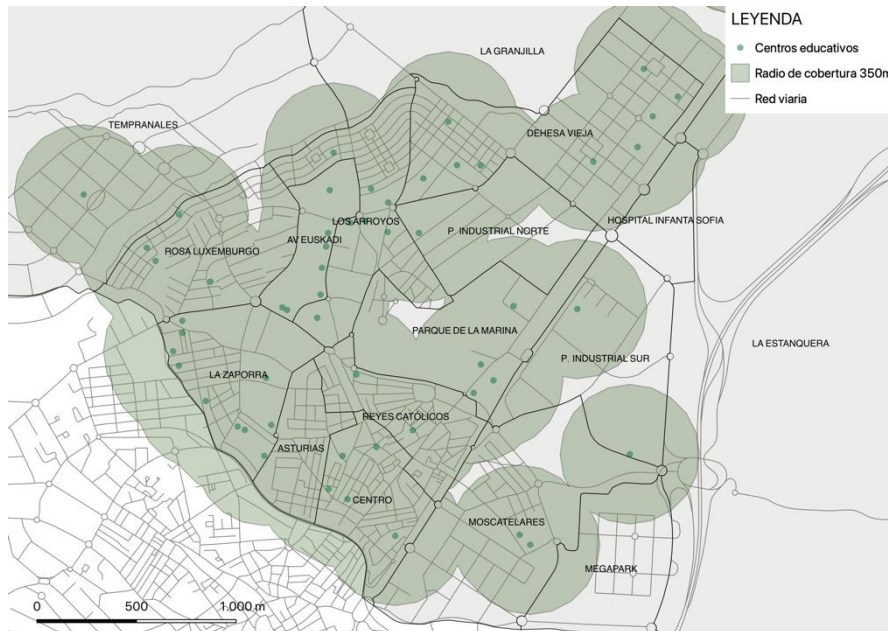 LEYENDA
Centros educativos
Radio de cobertura 350m
Red viaria
LA GRANJILLA
TEMPRANALES
DEHESA VIEJA
LOS ARROYOS
HOSPITAL INFANTA SOFIA
P. INDUSTRIAL NORTE
AV EUSKADI
ROSA LUXEMBURGO
PARQUE DE LA MARINA
LA ESTANQUERA
P. INDUSTRIAL SUR
LA ZAPORRA
REYES CATÓLICOS
ASTURIAS
CENTRO
MOSCATELARES
MEGAPARK
0 500 1.000 m